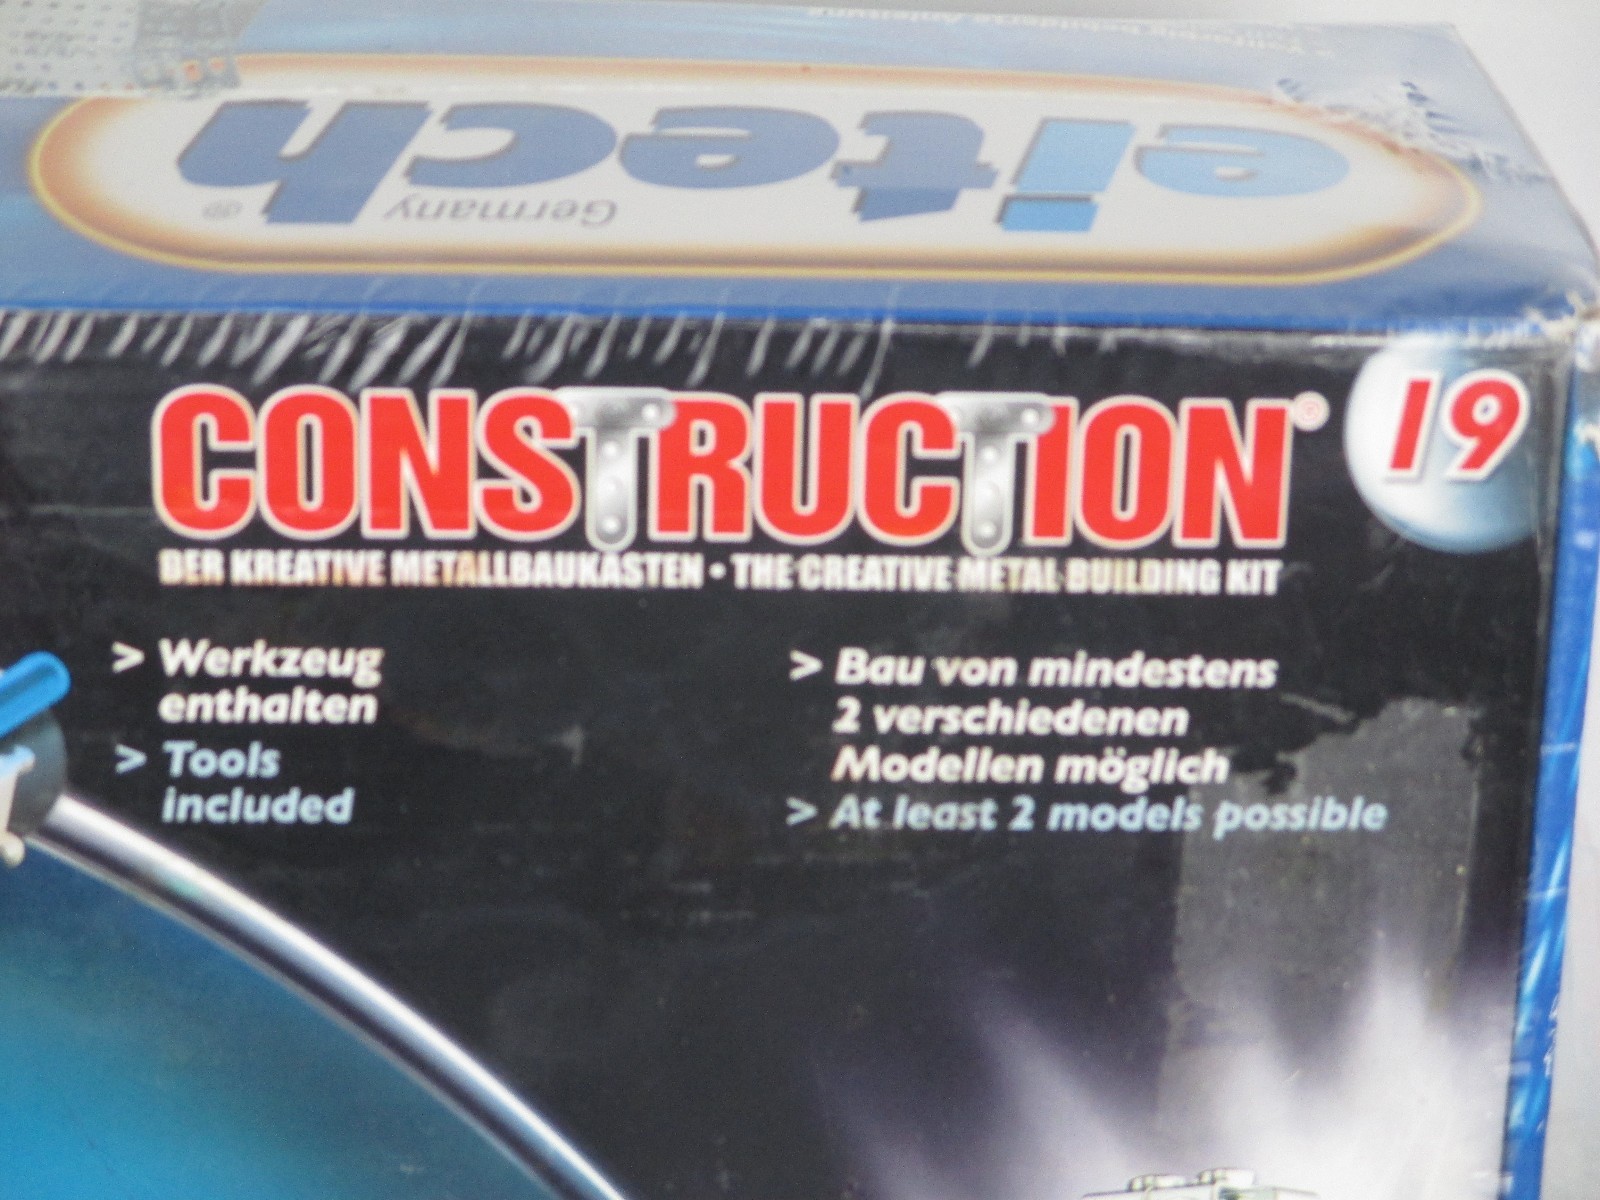 eitech
Germany ®
CONSTRUCTION® 19
DER KREATIVE METALLBAUKASTEN • THE CREATIVE METAL BUILDING KIT
> Werkzeug
enthalten
> Tools
included
> Bau von mindestens
2 verschiedenen
Modellen möglich
> At least 2 models possible